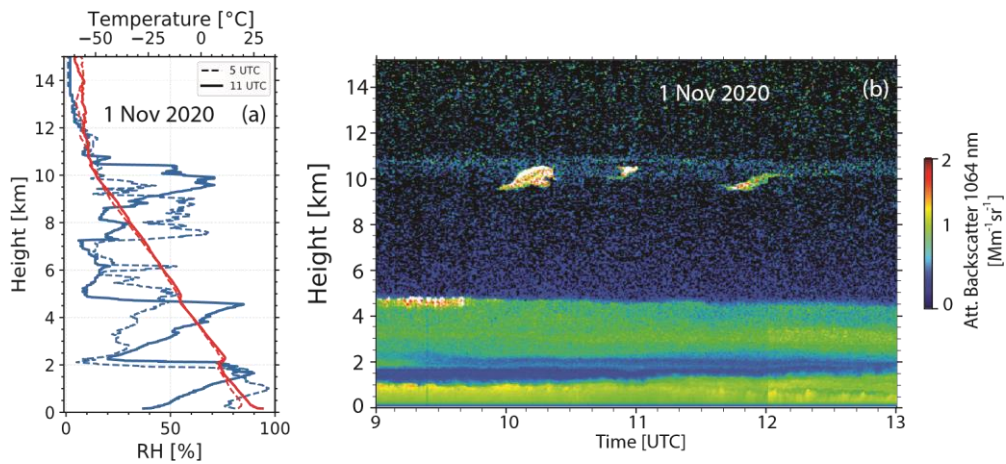 Temperature [°C]
−50 −25 0 25
5 UTC
11 UTC
1 Nov 2020 (a)
Height [km]
14
12
10
8
6
4
2
0
0 50 100
RH [%]
1 Nov 2020 (b)
Height [km]
14
12
10
8
6
4
2
0
9 10 11 12 13
Time [UTC]
2
1
0
Att. Backscatter 1064 nm
[Mm⁻¹sr⁻¹]